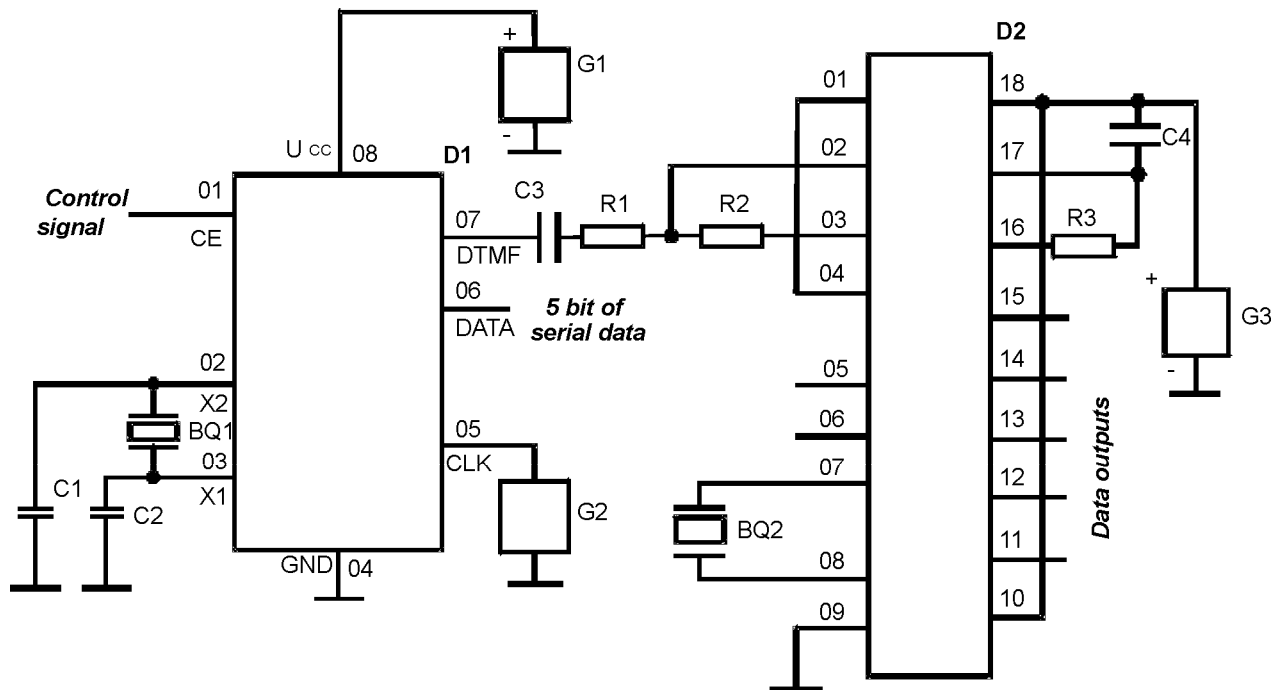 D2
+
G1
-
U cc
08
D1
01
Control
signal
CE
07
DTMF
C3
R1
R2
06
DATA
5 bit of
serial data
02
X2
BQ1
03
X1
C1
C2
05
CLK
G2
GND
04
01
02
03
04
05
06
07
BQ2
08
09
18
17
C4
16
R3
15
+
G3
-
14
13
12
11
10
Data outputs